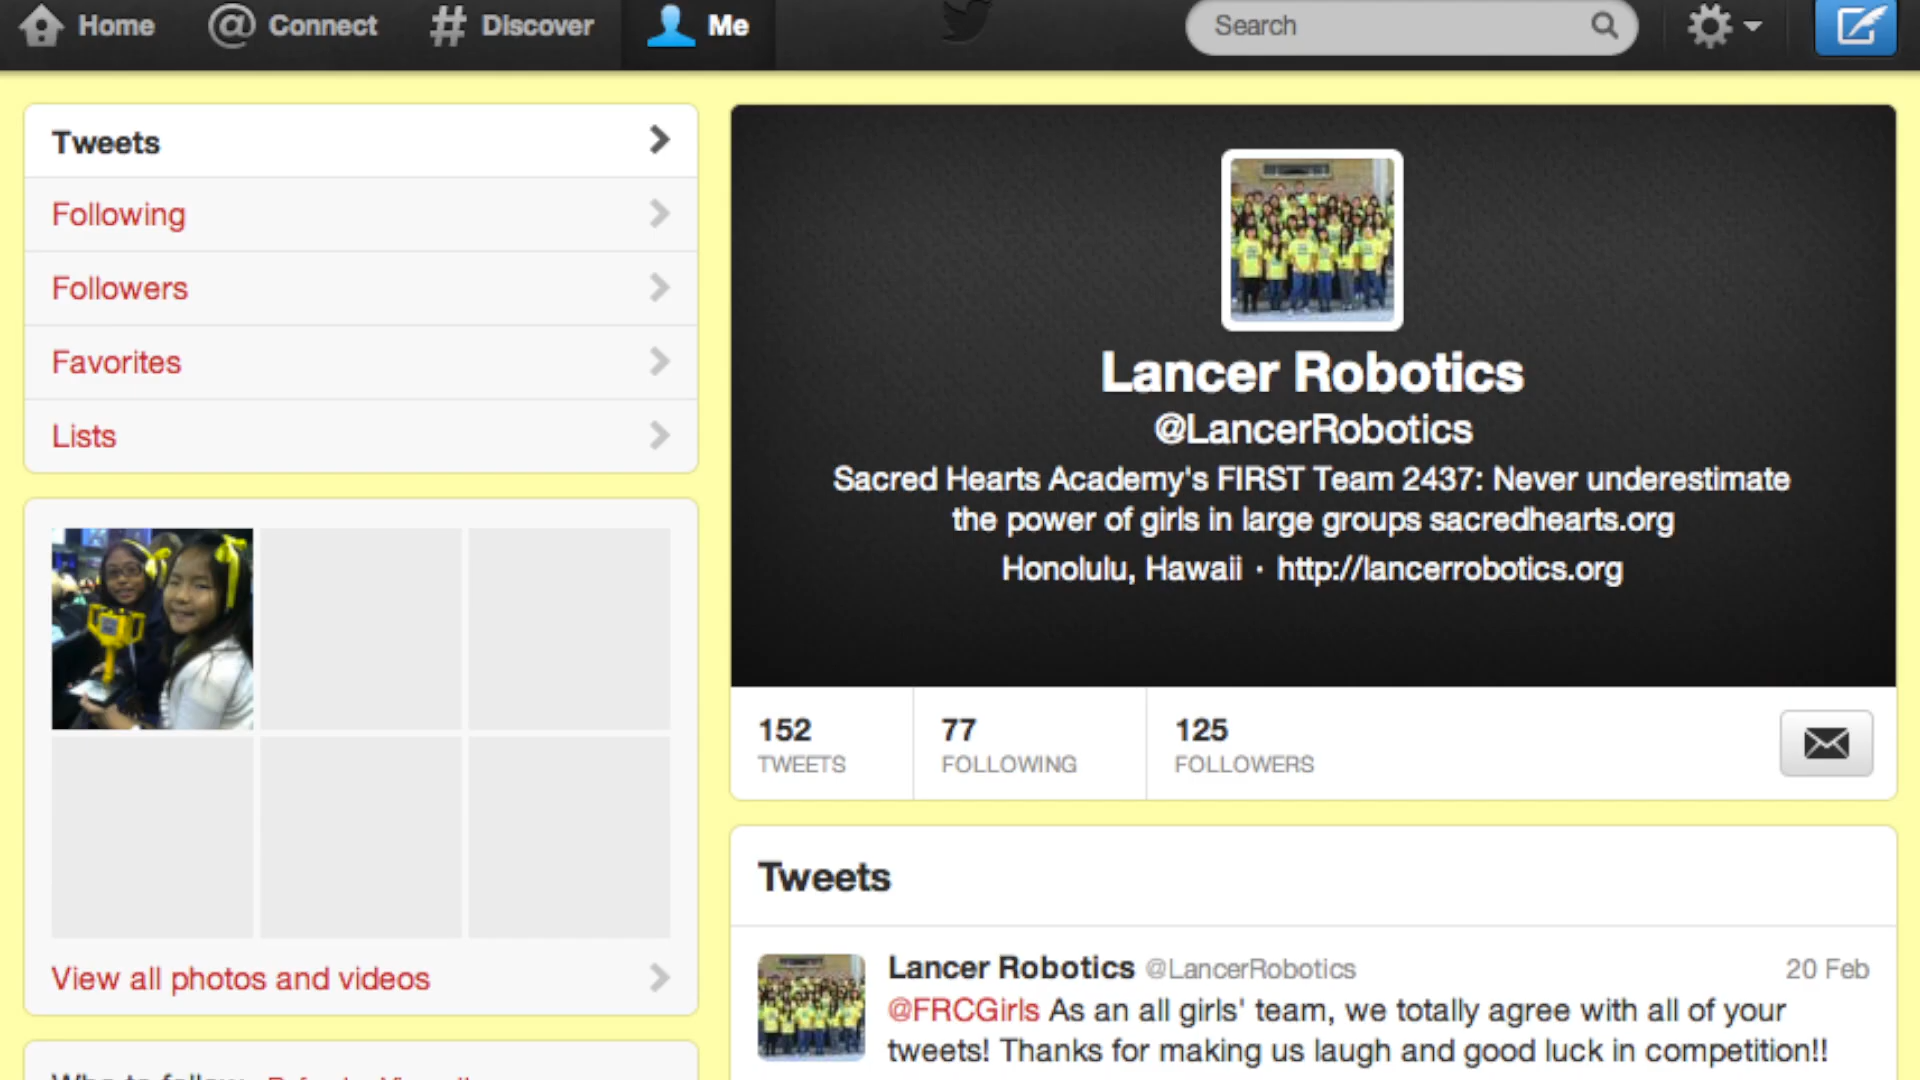 Home
Connect
Discover
Me
Search
Tweets
Following
Followers
Favorites
Lists
View all photos and videos
Lancer Robotics
@LancerRobotics
Sacred Hearts Academy's FIRST Team 2437: Never underestimate
the power of girls in large groups sacredhearts.org
Honolulu, Hawaii · http://lancerrobotics.org
152
TWEETS
77
FOLLOWING
125
FOLLOWERS
Tweets
Lancer Robotics @LancerRobotics 20 Feb
@FRCGirls As an all girls' team, we totally agree with all of your
tweets! Thanks for making us laugh and good luck in competition!!
Who to follow